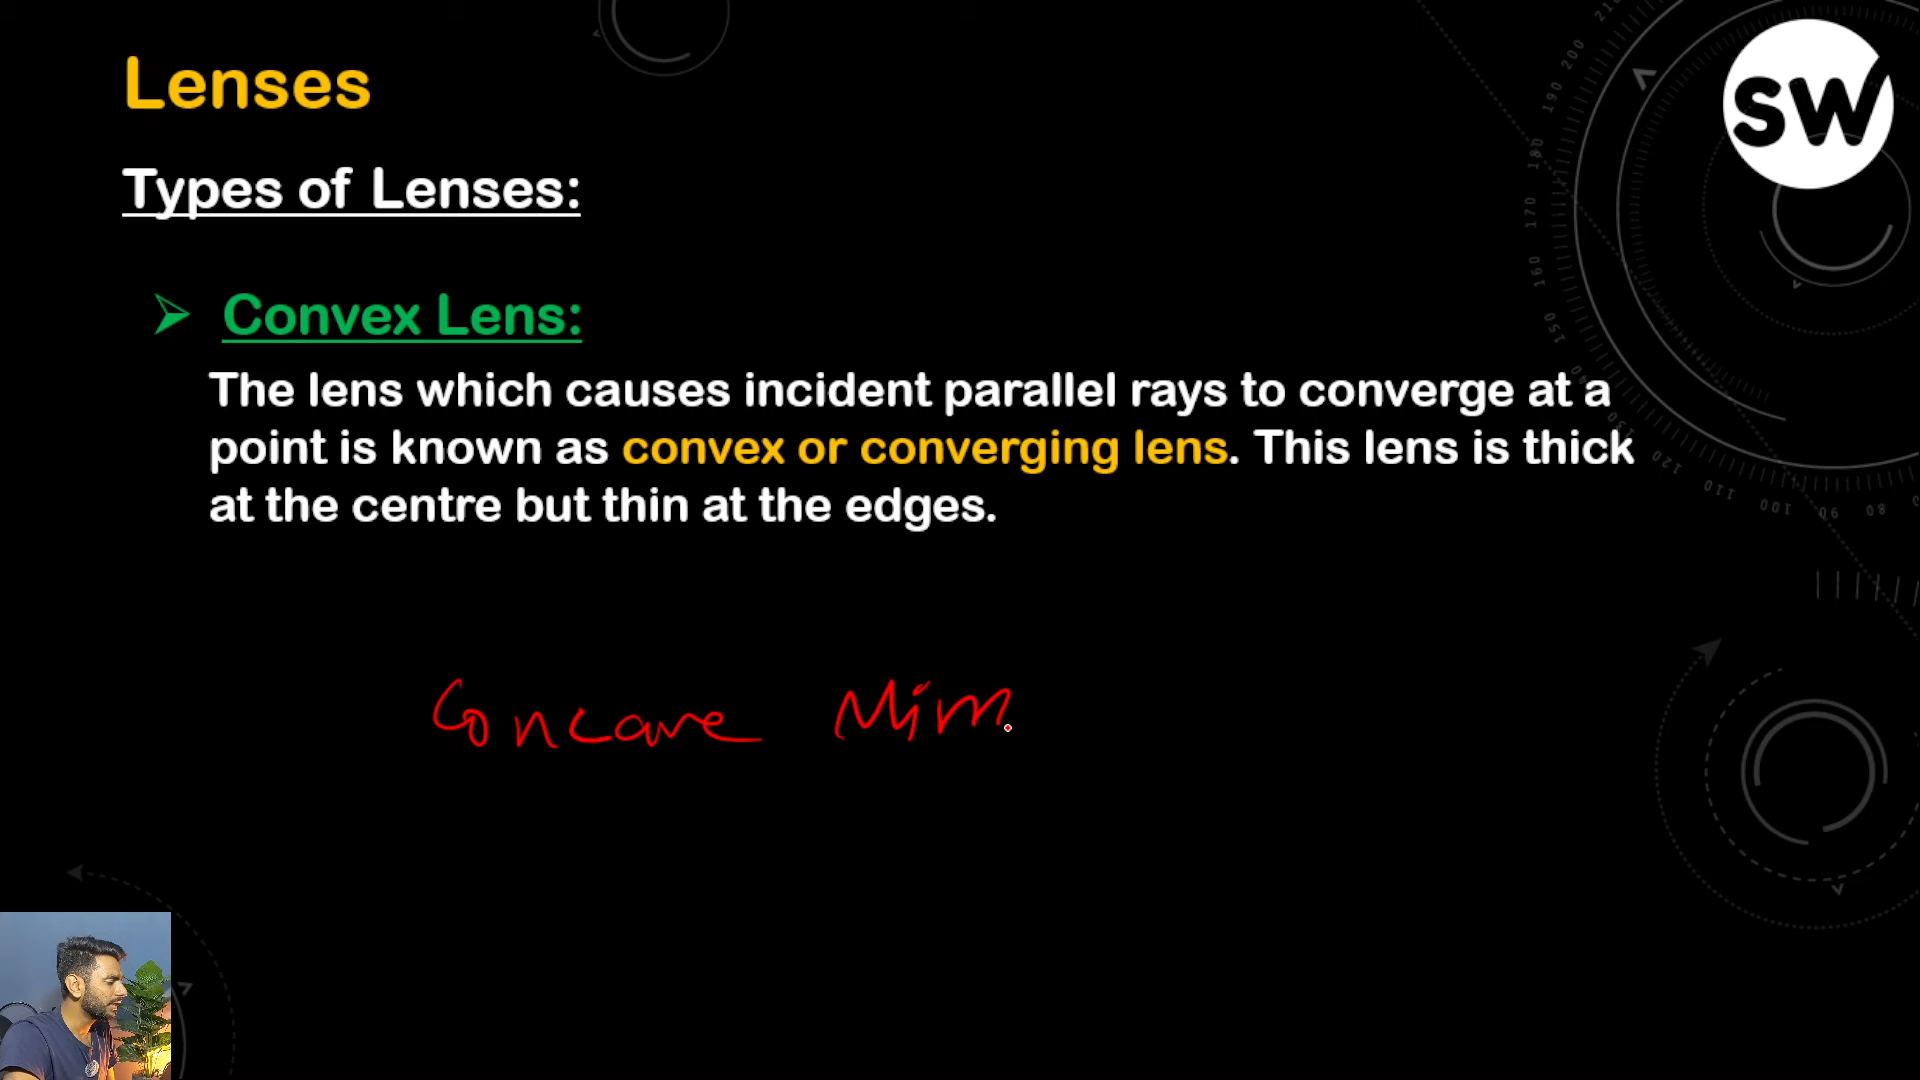 Lenses
SW
Types of Lenses:
➢ Convex Lens:
The lens which causes incident parallel rays to converge at a
point is known as convex or converging lens. This lens is thick
at the centre but thin at the edges.
Concave Mirr